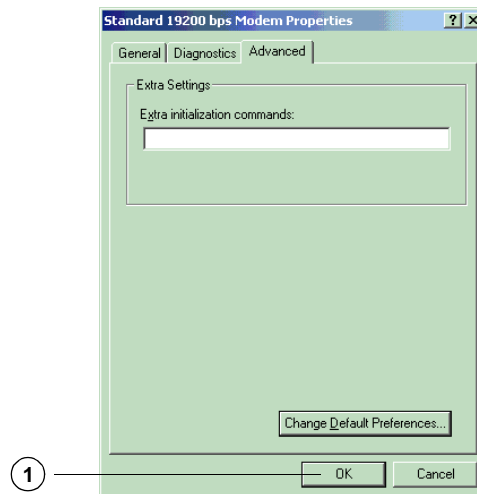 Standard 19200 bps Modem Properties
General Diagnostics Advanced
Extra Settings
Extra initialization commands:
Change Default Preferences...
1 OK Cancel